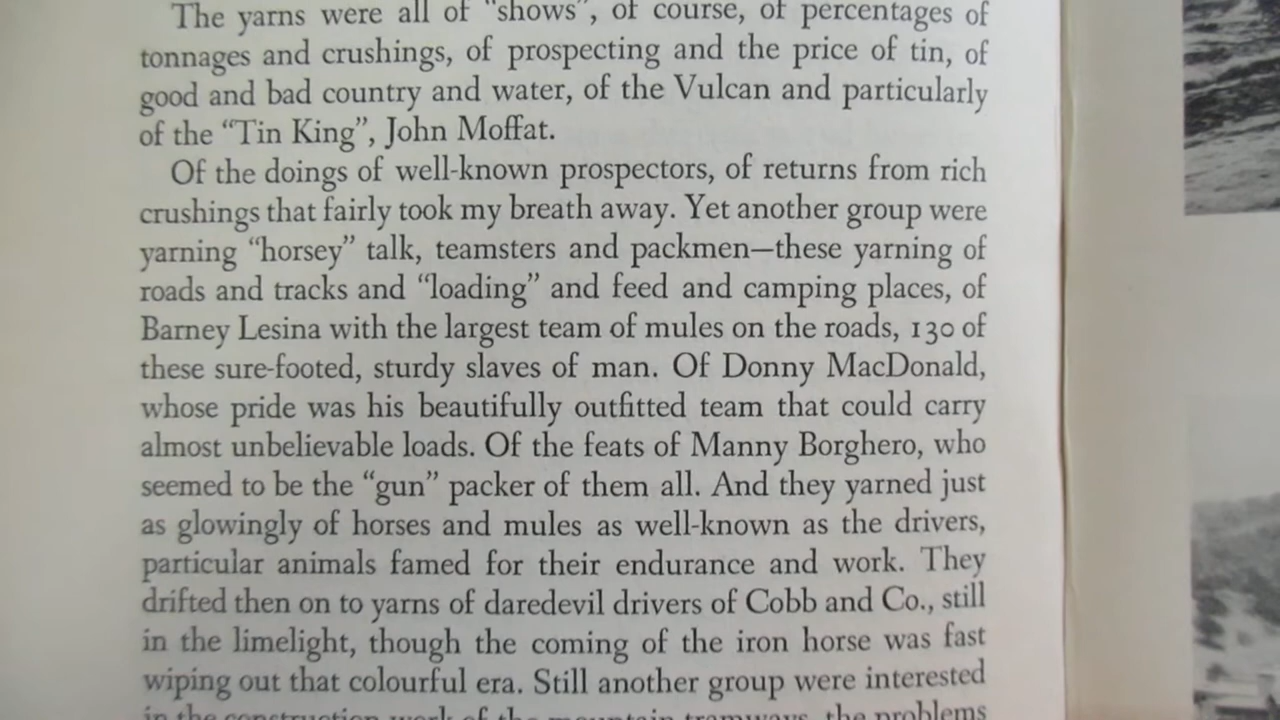 The yarns were all of "shows", of course, of percentages of
tonnages and crushings, of prospecting and the price of tin, of
good and bad country and water, of the Vulcan and particularly
of the “Tin King”, John Moffat.
Of the doings of well-known prospectors, of returns from rich
crushings that fairly took my breath away. Yet another group were
yarning “horsey” talk, teamsters and packmen—these yarning of
roads and tracks and “loading” and feed and camping places, of
Barney Lesina with the largest team of mules on the roads, 130 of
these sure-footed, sturdy slaves of man. Of Donny MacDonald,
whose pride was his beautifully outfitted team that could carry
almost unbelievable loads. Of the feats of Manny Borghero, who
seemed to be the “gun” packer of them all. And they yarned just
as glowingly of horses and mules as well-known as the drivers,
particular animals famed for their endurance and work. They
drifted then on to yarns of daredevil drivers of Cobb and Co., still
in the limelight, though the coming of the iron horse was fast
wiping out that colourful era. Still another group were interested
in the construction work of the mountain tramways, the problems